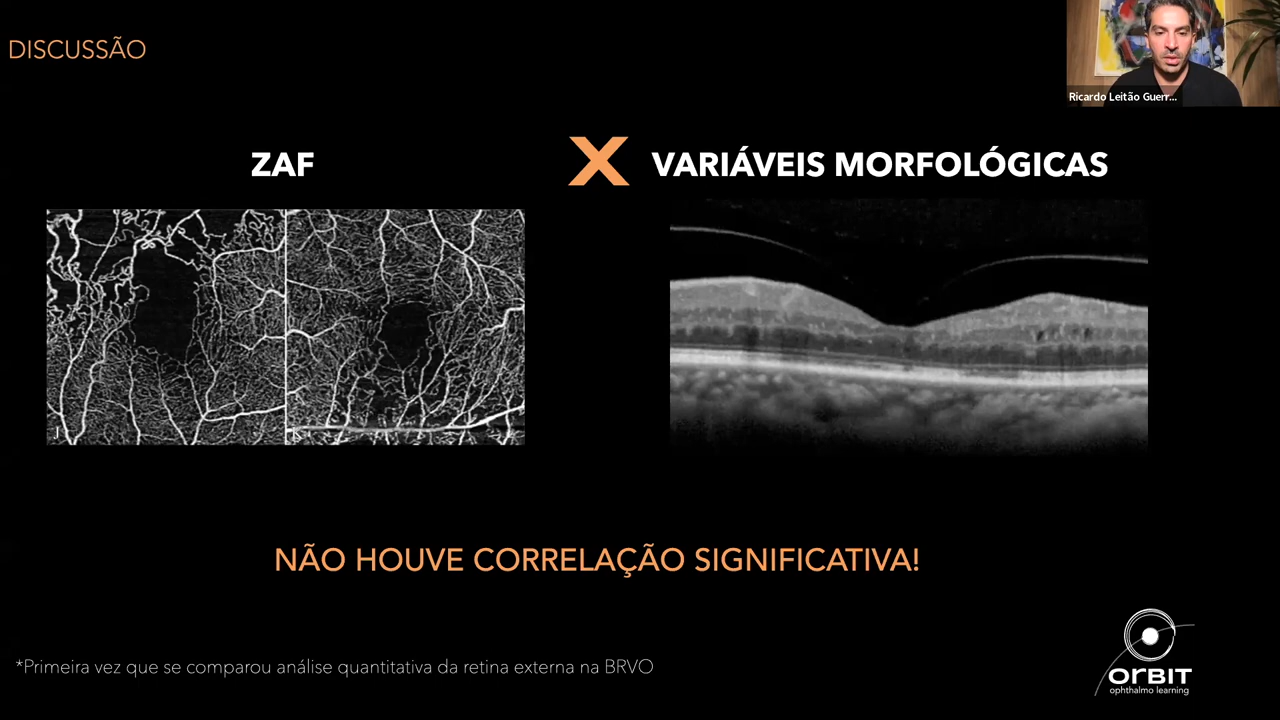 DISCUSSÃO
Ricardo Leitão Guerr...
ZAF
X
VARIÁVEIS MORFOLÓGICAS
NÃO HOUVE CORRELAÇÃO SIGNIFICATIVA!
*Primeira vez que se comparou análise quantitativa da retina externa na BRVO
orBIT
ophthalmo learning